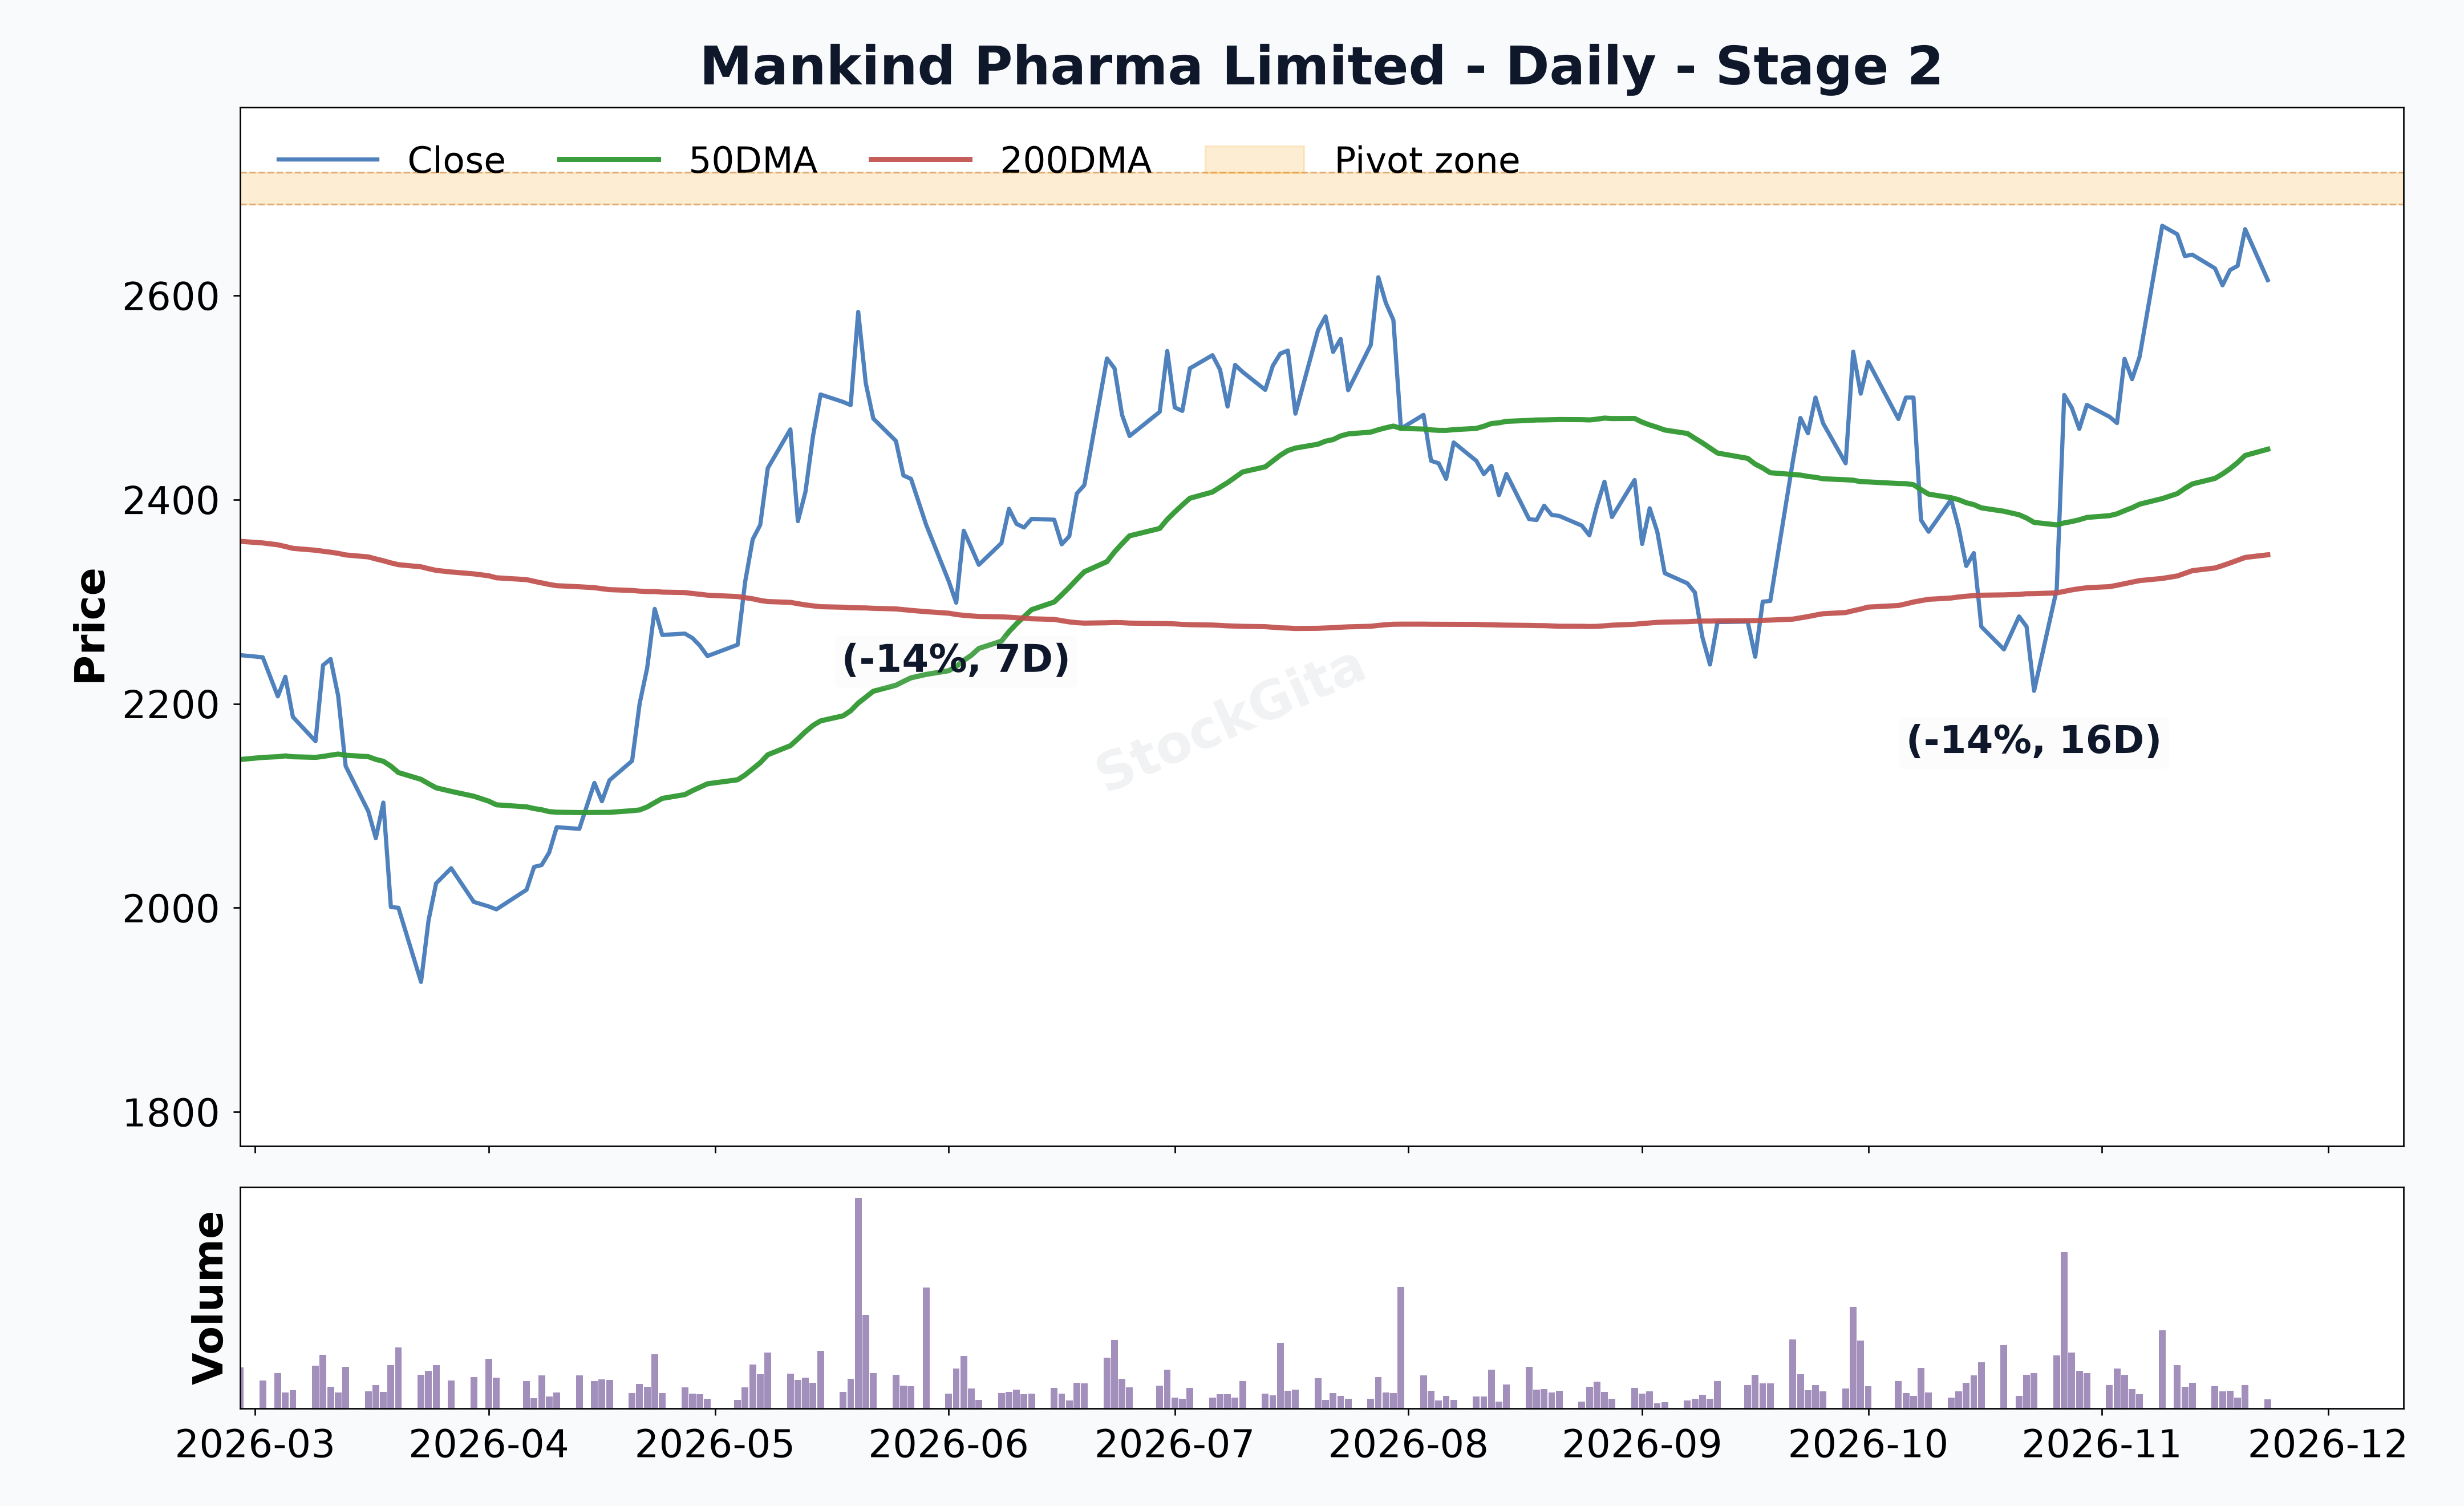 Mankind Pharma Limited - Daily - Stage 2
Close 50DMA 200DMA Pivot zone
Price
2600
2400
2200
2000
1800
(-14%, 7D)
(-14%, 16D)
StockGita
Volume
2026-03 2026-04 2026-05 2026-06 2026-07 2026-08 2026-09 2026-10 2026-11 2026-12